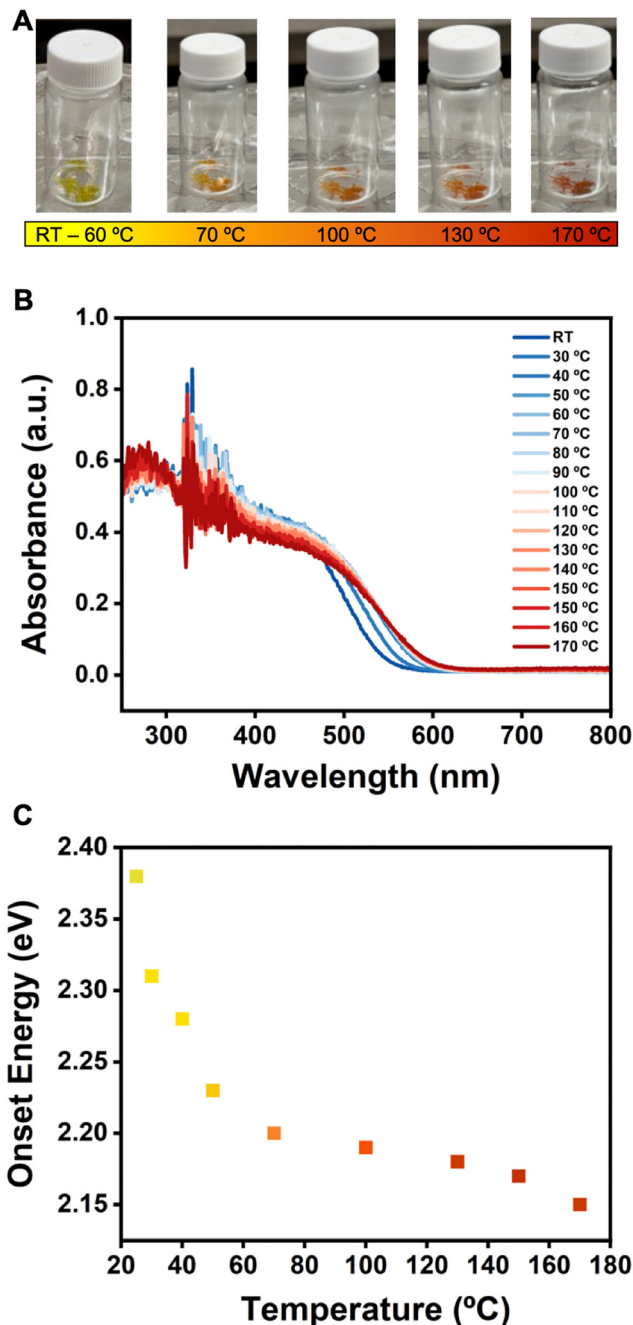 A
RT – 60 ºC 70 ºC 100 ºC 130 ºC 170 ºC
B
Absorbance (a.u.)
1.0
0.8
0.6
0.4
0.2
0.0
RT
30 ºC
40 ºC
50 ºC
60 ºC
70 ºC
80 ºC
90 ºC
100 ºC
110 ºC
120 ºC
130 ºC
140 ºC
150 ºC
150 ºC
160 ºC
170 ºC
300 400 500 600 700 800
Wavelength (nm)
C
Onset Energy (eV)
2.40
2.35
2.30
2.25
2.20
2.15
20 40 60 80 100 120 140 160 180
Temperature (ºC)